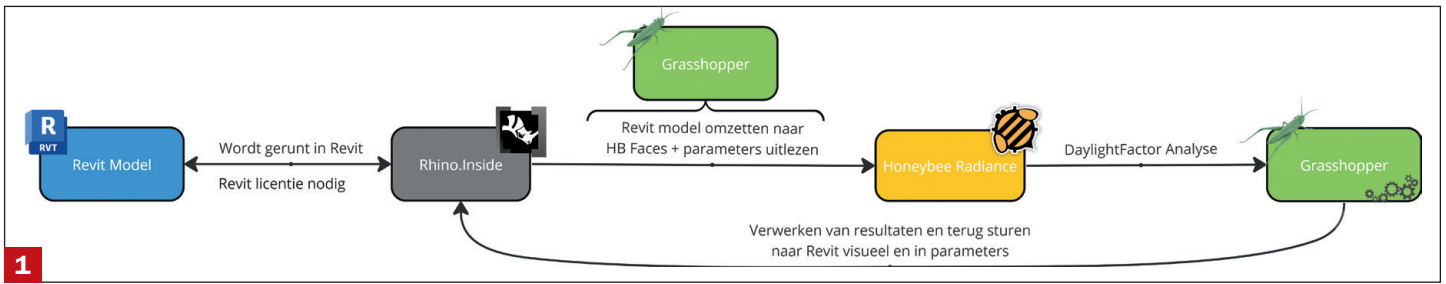 Grasshopper
Revit model omzetten naar
HB Faces + parameters uitlezen
R
RVT
Revit Model
Wordt gerunt in Revit
Revit licentie nodig
Rhino.Inside
Honeybee Radiance
DaylightFactor Analyse
Grasshopper
Verwerken van resultaten en terug sturen
naar Revit visueel en in parameters
1